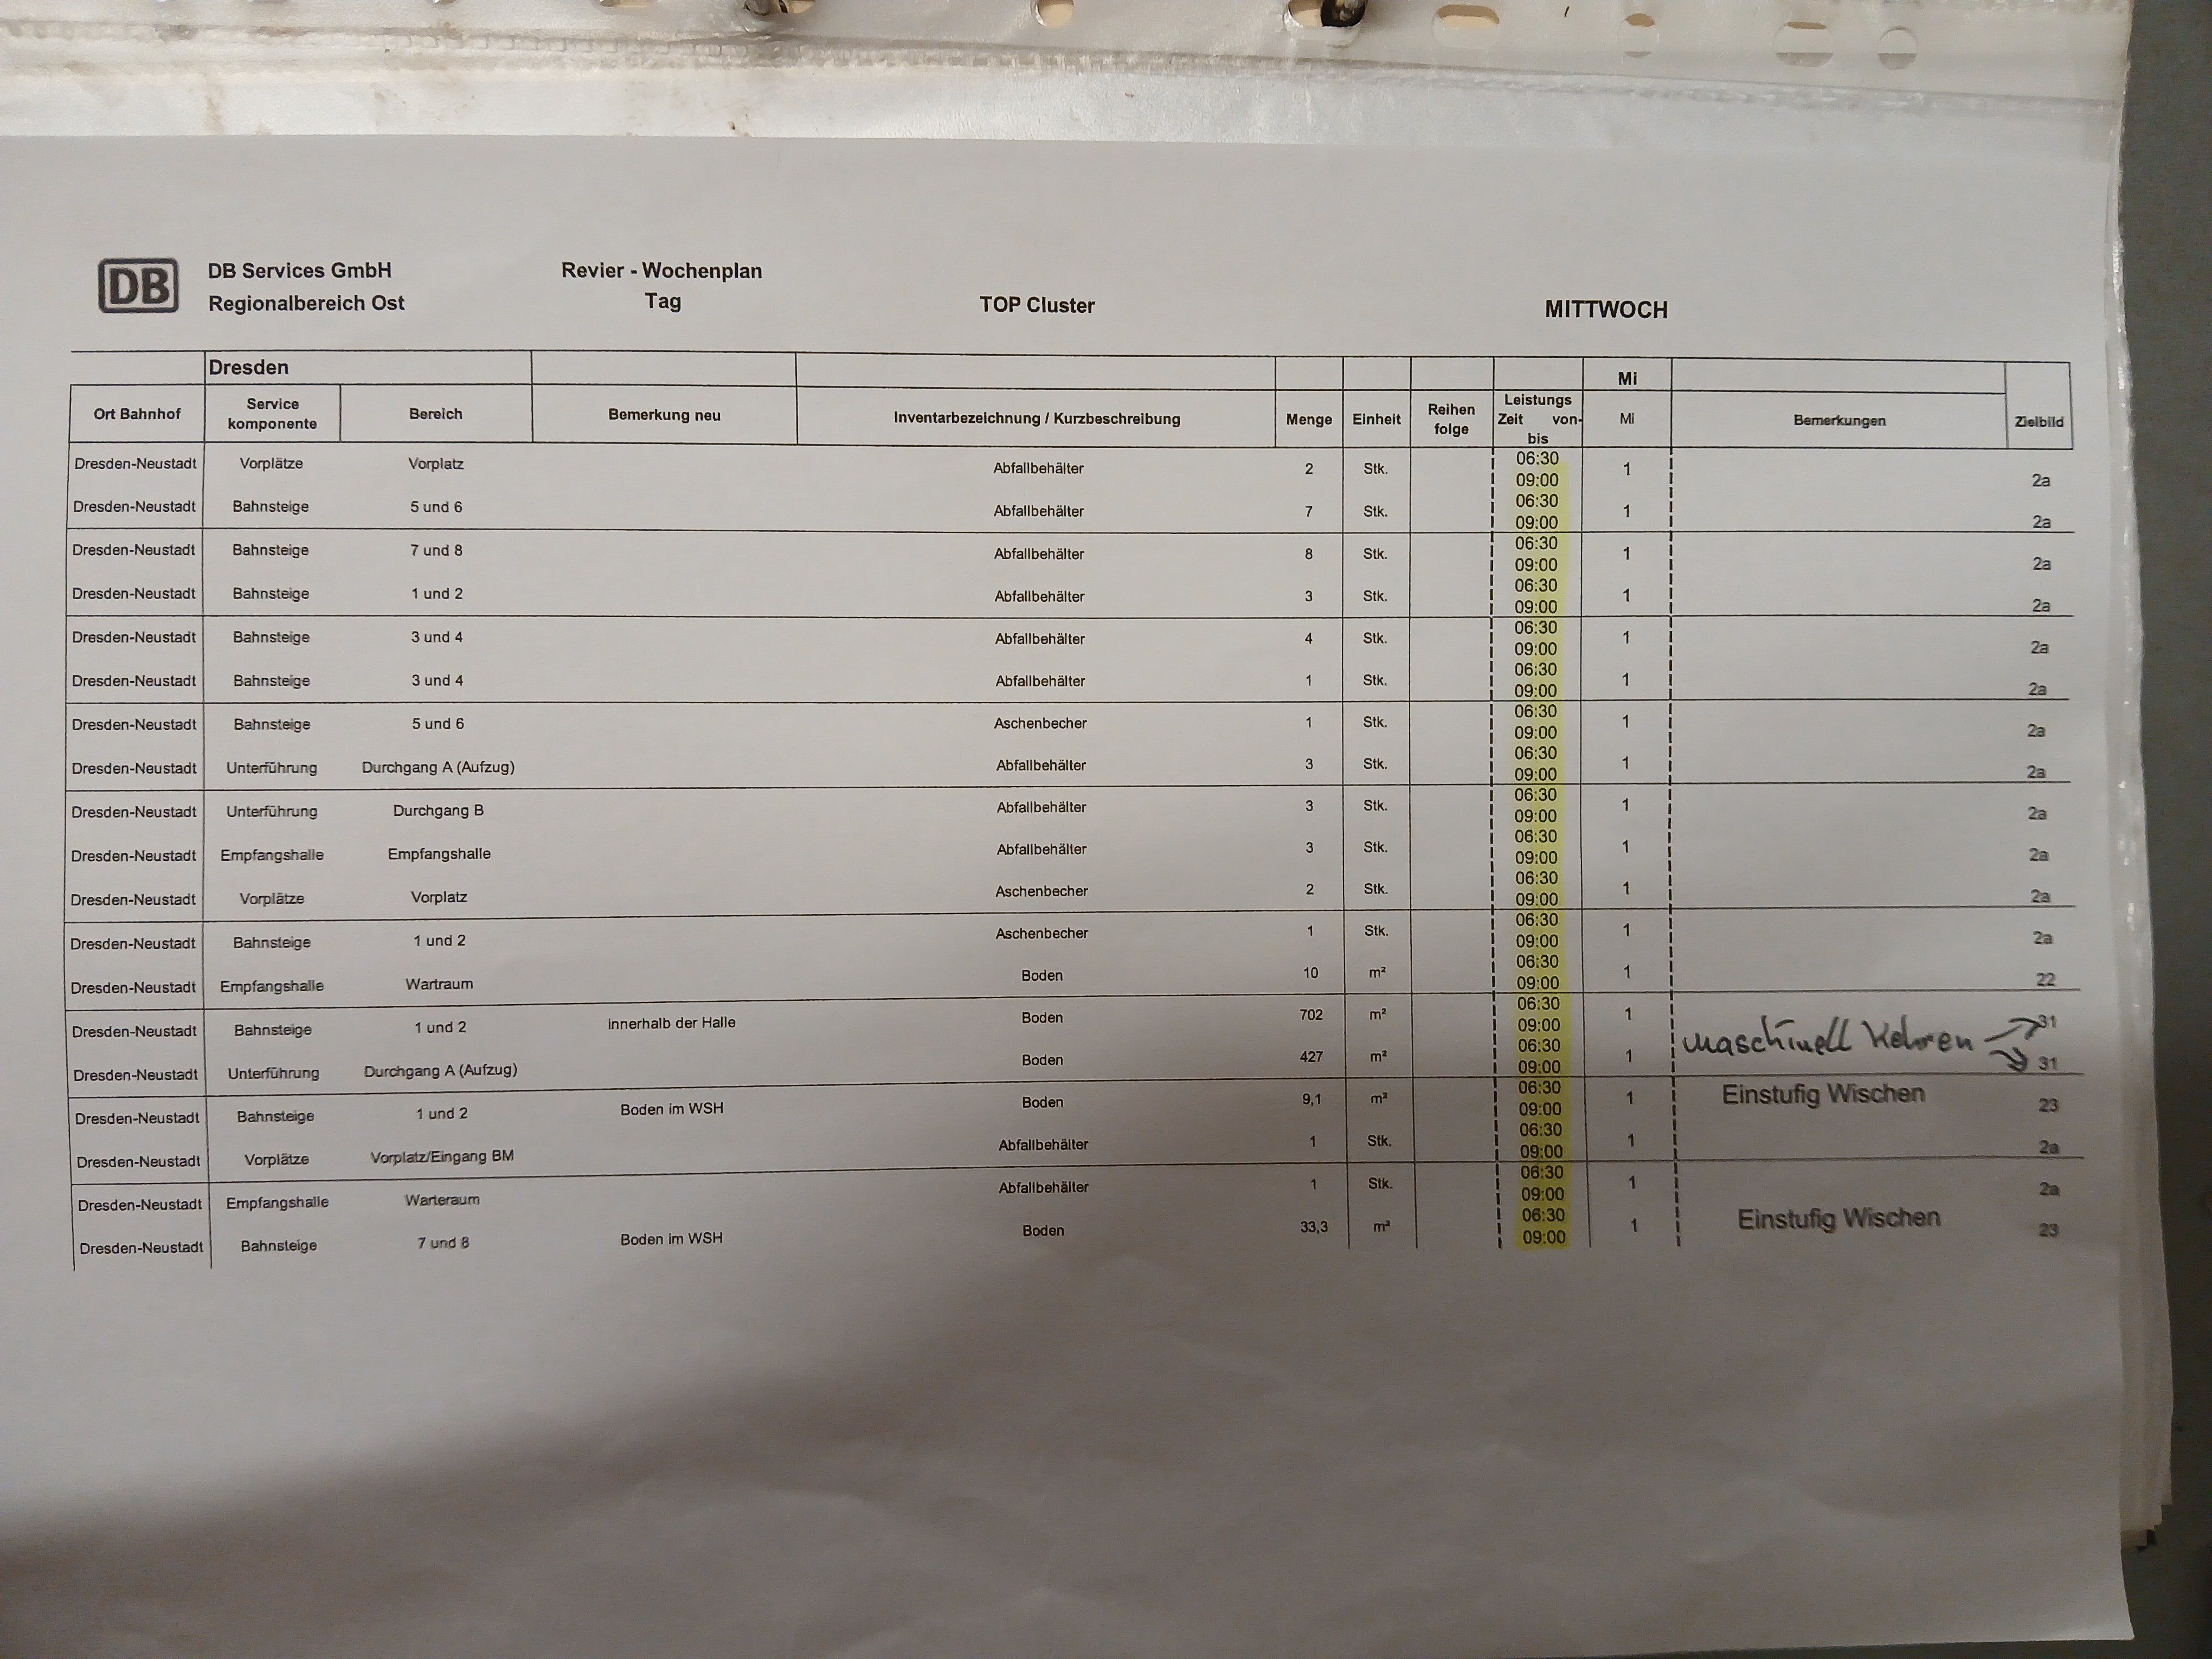 DB
DB Services GmbH Revier - Wochenplan
Regionalbereich Ost Tag TOP Cluster MITTWOCH
Dresden Mi
Ort Bahnhof Service komponente Bereich Bemerkung neu Inventarbezeichnung / Kurzbeschreibung Menge Einheit Reihen folge Leistungs Zeit von- bis Mi Bemerkungen Zielbild
Dresden-Neustadt Vorplätze Vorplatz Abfallbehälter 2 Stk. 06:30 09:00 1 2a
Dresden-Neustadt Bahnsteige 5 und 6 Abfallbehälter 7 Stk. 06:30 09:00 1 2a
Dresden-Neustadt Bahnsteige 7 und 8 Abfallbehälter 8 Stk. 06:30 09:00 1 2a
Dresden-Neustadt Bahnsteige 1 und 2 Abfallbehälter 3 Stk. 06:30 09:00 1 2a
Dresden-Neustadt Bahnsteige 3 und 4 Abfallbehälter 4 Stk. 06:30 09:00 1 2a
Dresden-Neustadt Bahnsteige 3 und 4 Abfallbehälter 1 Stk. 06:30 09:00 1 2a
Dresden-Neustadt Bahnsteige 5 und 6 Aschenbecher 1 Stk. 06:30 09:00 1 2a
Dresden-Neustadt Unterführung Durchgang A (Aufzug) Abfallbehälter 3 Stk. 06:30 09:00 1 2a
Dresden-Neustadt Unterführung Durchgang B Abfallbehälter 3 Stk. 06:30 09:00 1 2a
Dresden-Neustadt Empfangshalle Empfangshalle Abfallbehälter 3 Stk. 06:30 09:00 1 2a
Dresden-Neustadt Vorplätze Vorplatz Aschenbecher 2 Stk. 06:30 09:00 1 2a
Dresden-Neustadt Bahnsteige 1 und 2 Aschenbecher 1 Stk. 06:30 09:00 1 2a
Dresden-Neustadt Empfangshalle Wartraum Boden 10 m² 06:30 09:00 1 22
Dresden-Neustadt Bahnsteige 1 und 2 innerhalb der Halle Boden 702 m² 06:30 09:00 1 maschinell Kehren 31
Dresden-Neustadt Unterführung Durchgang A (Aufzug) Boden 427 m² 06:30 09:00 1 31
Dresden-Neustadt Bahnsteige 1 und 2 Boden im WSH Boden 9,1 m² 06:30 09:00 1 Einstufig Wischen 23
Dresden-Neustadt Vorplätze Vorplatz/Eingang BM Abfallbehälter 1 Stk. 06:30 09:00 1 2a
Dresden-Neustadt Empfangshalle Warteraum Abfallbehälter 1 Stk. 06:30 09:00 1 2a
Dresden-Neustadt Bahnsteige 7 und 8 Boden im WSH Boden 33,3 m² 06:30 09:00 1 Einstufig Wischen 23